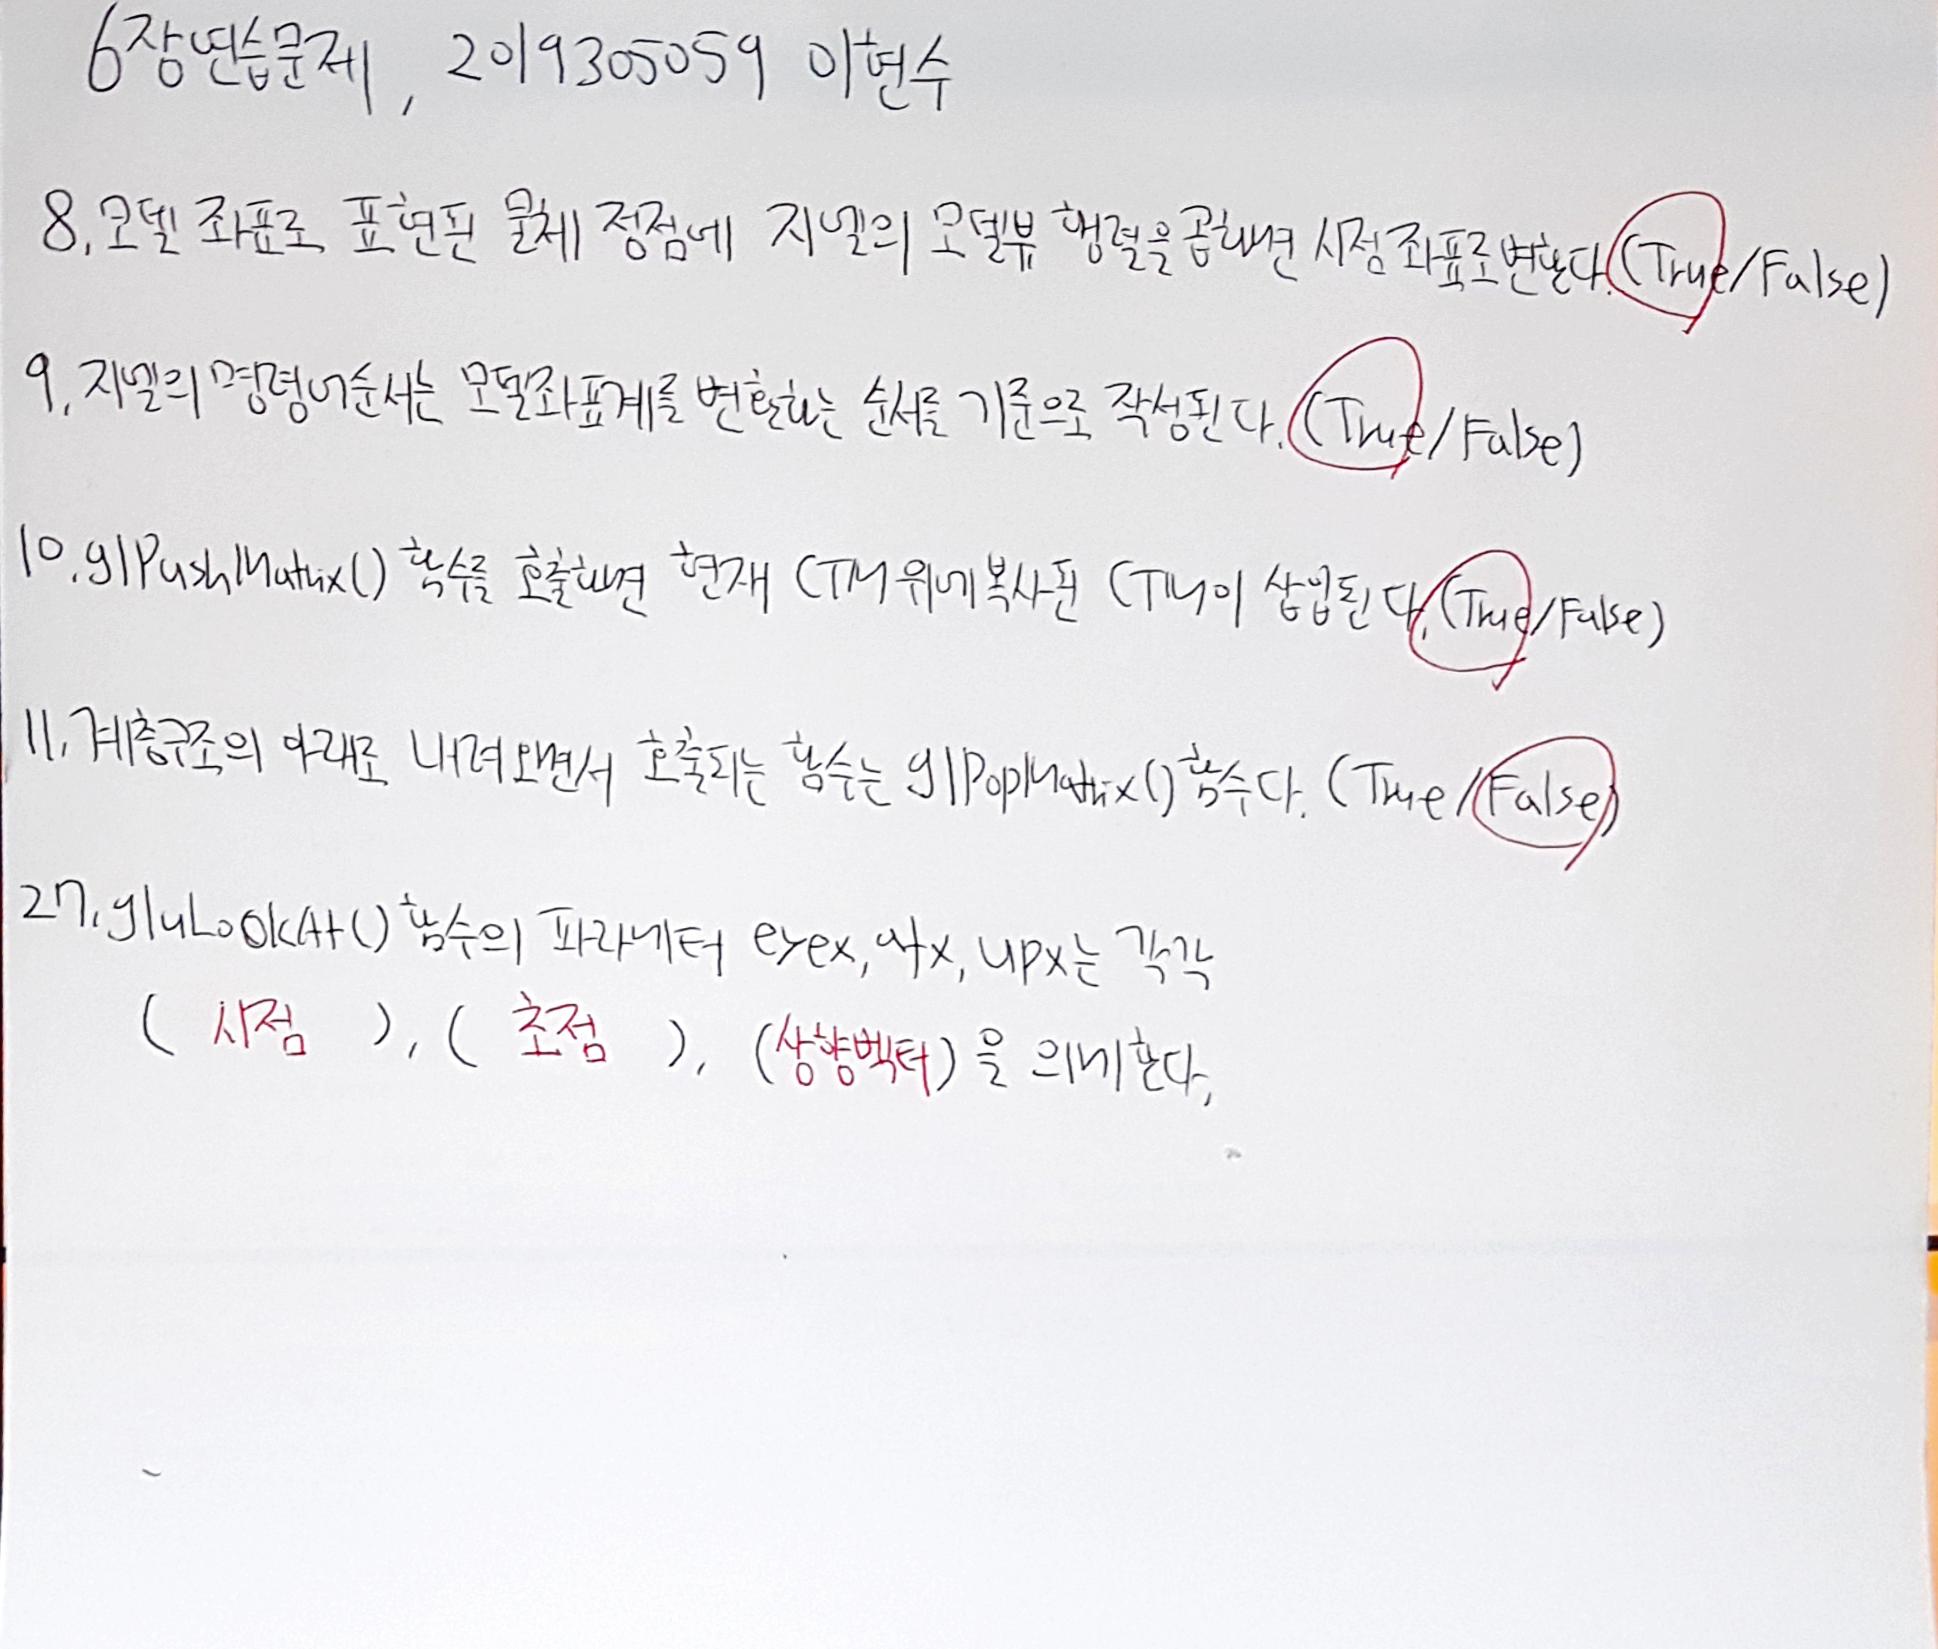 6장연습문제, 2019305059 이현수
8. 모델 좌표로 표현된 물체 정점에 지엘의 모델뷰 행렬을 곱하면 시점 좌표로 변한다. (True/False)
9. 지엘의 명령어순서는 모델좌표계를 변환하는 순서를 기준으로 작성된다. (True/False)
10. glPushMatrix() 함수를 호출하면 현재 CTM 위에 복사된 CTM이 삽입된다. (True/False)
11. 계층구조의 아래로 내려오면서 호출되는 함수는 glPopMatrix() 함수다. (True/False)
27. gluLookAt() 함수의 파라메터 eyex, atx, upx는 각각
( 시점 ), ( 초점 ), (상향벡터) 을 의미한다.